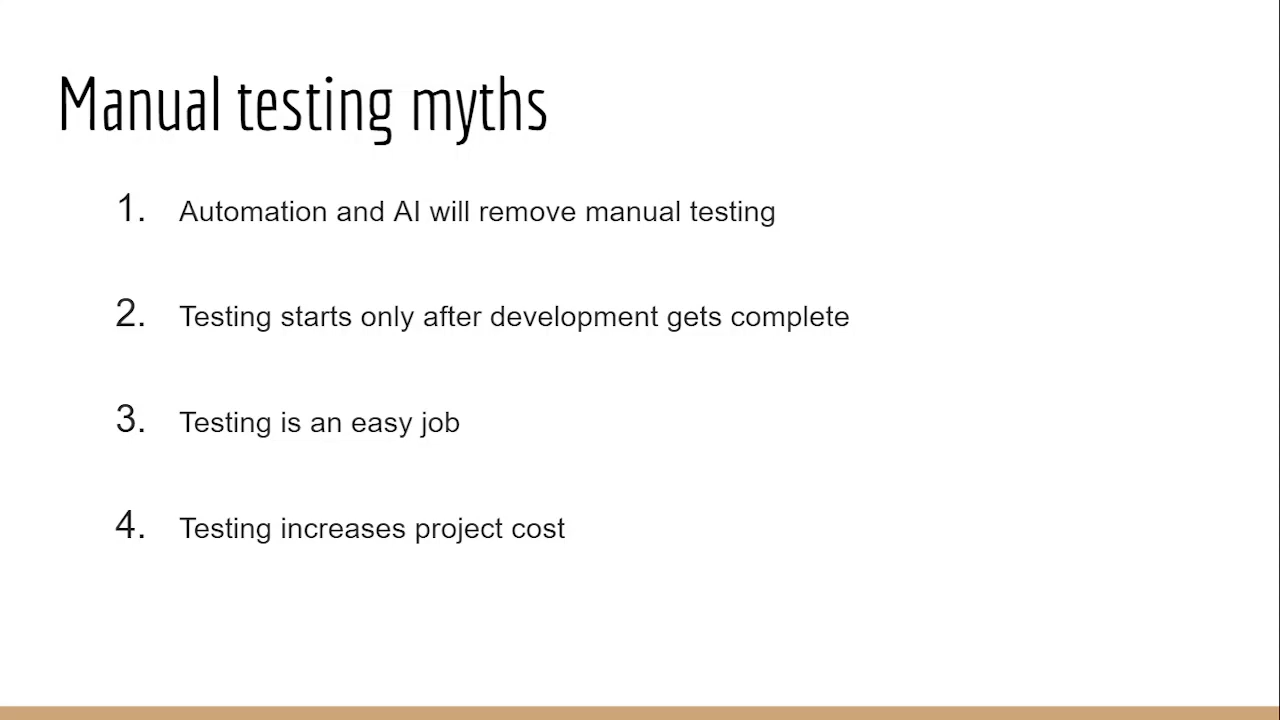 Manual testing myths
1. Automation and AI will remove manual testing
2. Testing starts only after development gets complete
3. Testing is an easy job
4. Testing increases project cost